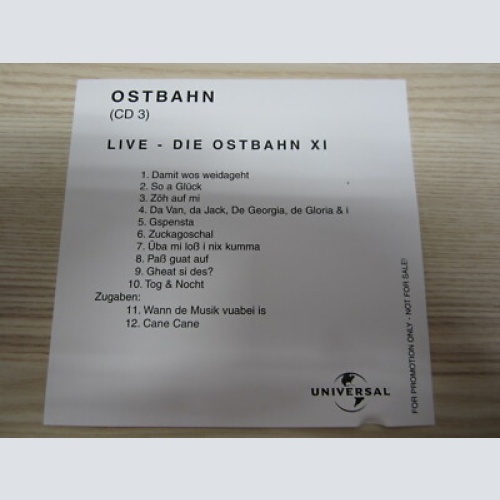 OSTBAHN
(CD 3)
LIVE - DIE OSTBAHN XI
1. Damit wos weidageht
2. So a Glück
3. Zöh auf mi
4. Da Van, da Jack, De Georgia, de Gloria & i
5. Gspensta
6. Zuckagoschal
7. Üba mi loß i nix kumma
8. Paß guat auf
9. Gheat si des?
10. Tog & Nocht
Zugaben:
11. Wann de Musik vuabei is
12. Cane Cane
UNIVERSAL
FOR PROMOTION ONLY - NOT FOR SALE!